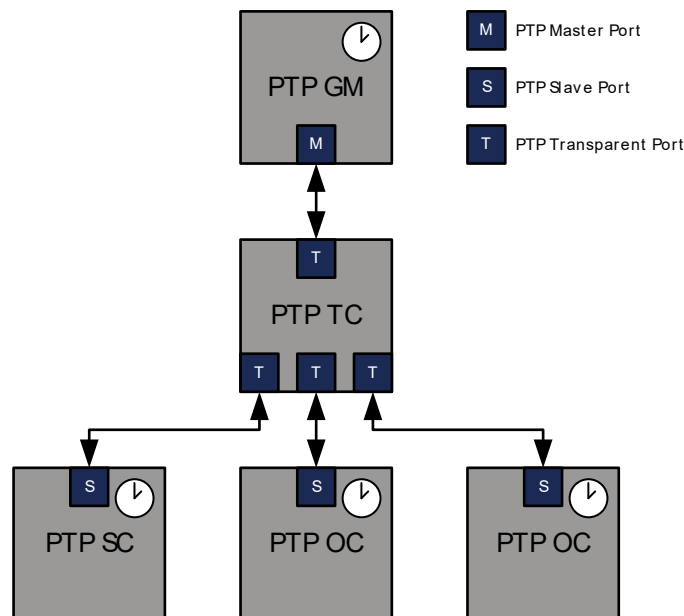 M PTP Master Port
PTP GM
S PTP Slave Port
M
T PTP Transparent Port
T
PTP TC
T T T
S S S
PTP SC PTP OC PTP OC